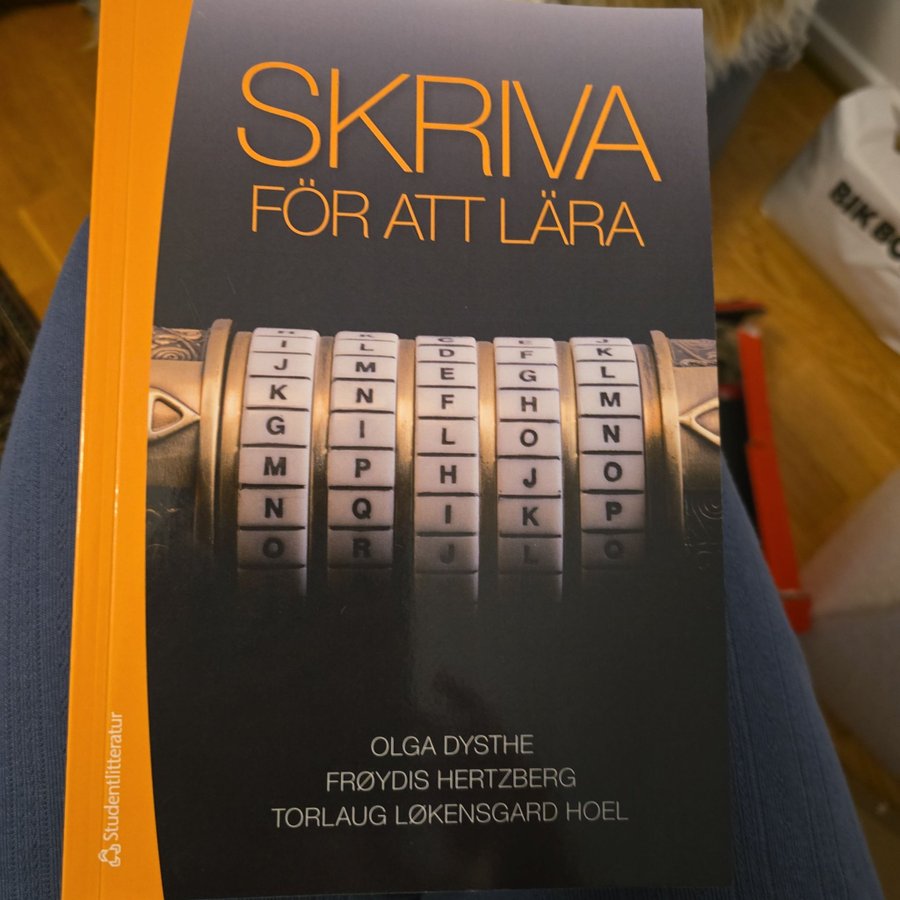 SKRIVA
FÖR ATT LÄRA
I L D F K
J M E G L
K N F H M
G I L O N
M P H J O
N Q I K P
O R J L Q
OLGA DYSTHE
FRØYDIS HERTZBERG
TORLAUG LØKENSGARD HOEL
Studentlitteratur